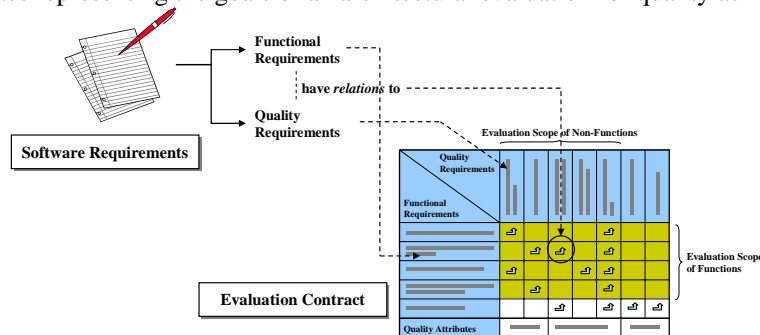 Functional
Requirements
have relations to
Quality
Requirements
Software Requirements
Evaluation Scope of Non-Functions
Quality
Requirements
Functional
Requirements
Evaluation Scope
of Functions
Evaluation Contract
Quality Attributes